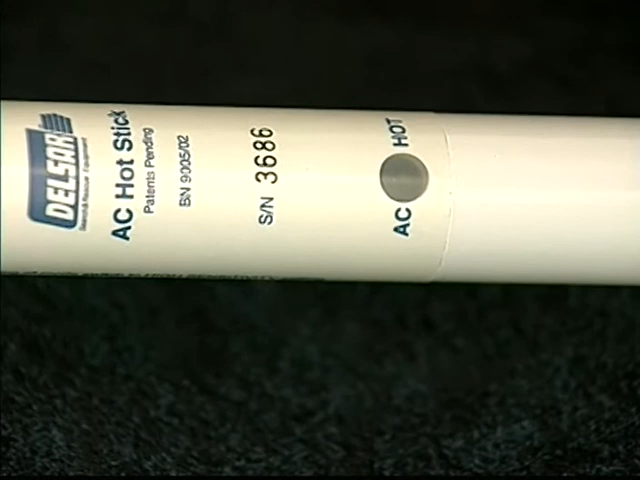 DELSAR
AC Hot Stick
Patents Pending
BN 9005/02
S/N 3686
AC HOT